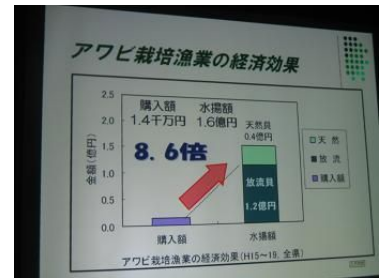 アワビ栽培漁業の経済効果
購入額 水揚額
1.4千万円 1.6億円
8.6倍
天然貝
0.4億円
放流貝
1.2億円
金額(億円)
2.5
2.0
1.5
1.0
0.5
0.0
購入額 水揚額
天然
放流
購入額
アワビ栽培漁業の経済効果(H15~19、全県)